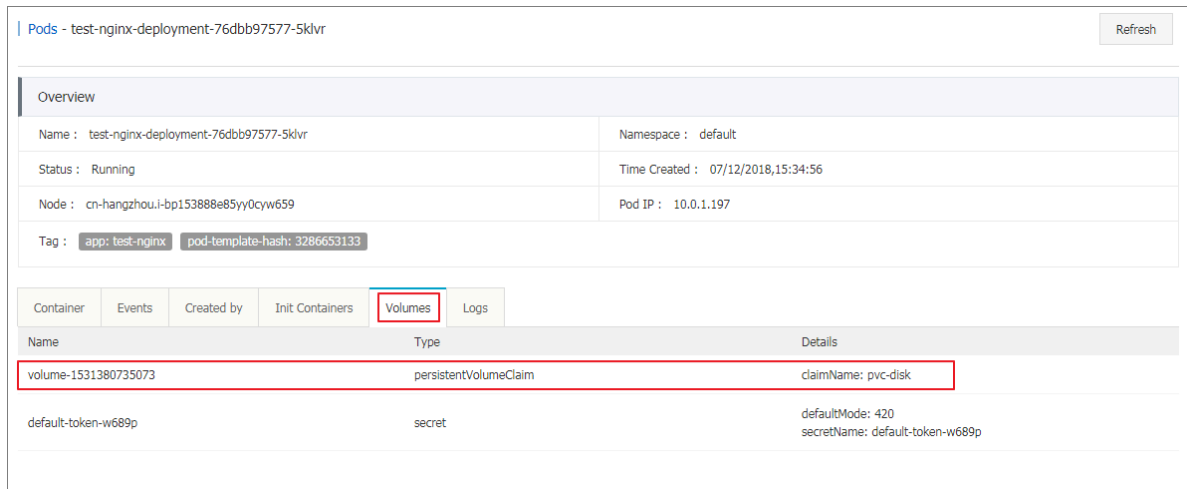 Pods - test-nginx-deployment-76dbb97577-5klvr Refresh
Overview
Name : test-nginx-deployment-76dbb97577-5klvr Namespace : default
Status : Running Time Created : 07/12/2018,15:34:56
Node : cn-hangzhou.i-bp153888e85yy0cyw659 Pod IP : 10.0.1.197
Tag : app: test-nginx pod-template-hash: 3286653133
Container Events Created by Init Containers Volumes Logs
Name Type Details
volume-1531380735073 persistentVolumeClaim claimName: pvc-disk
default-token-w689p secret defaultMode: 420
secretName: default-token-w689p